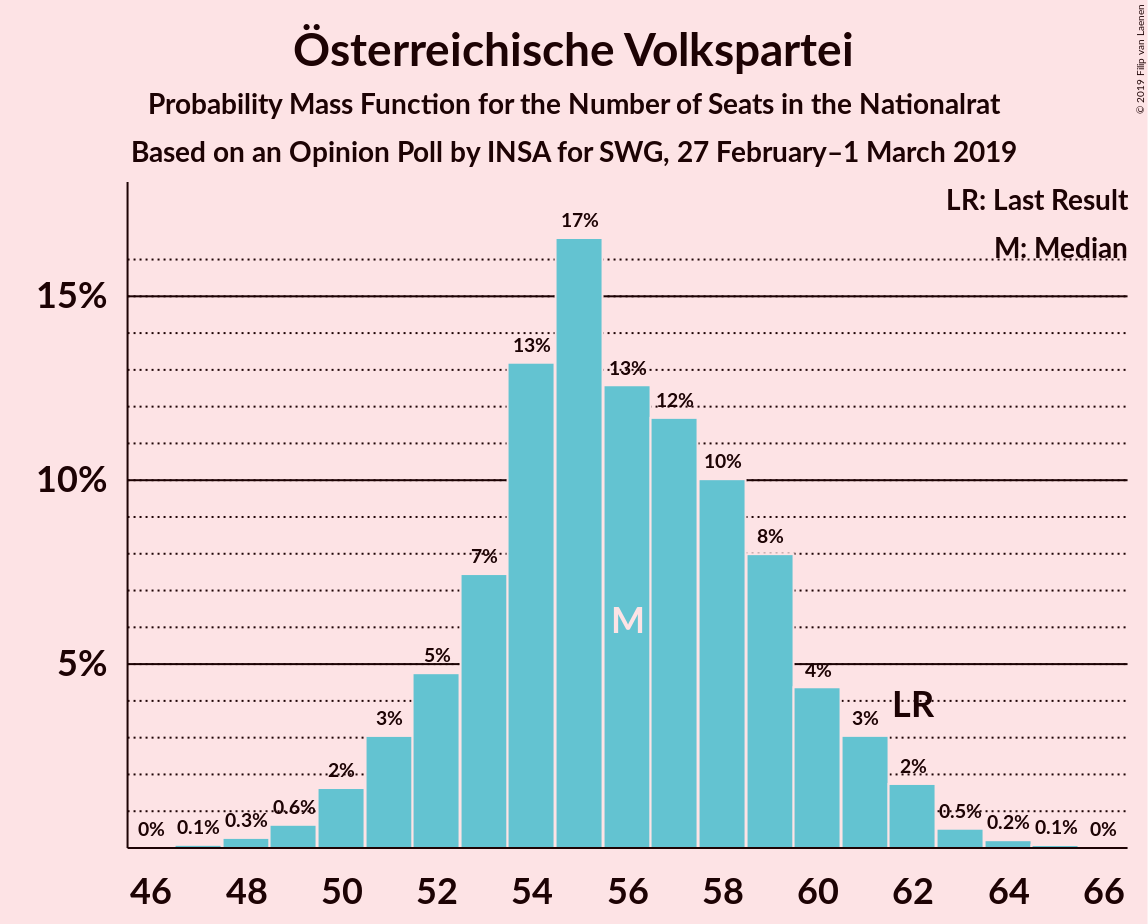 Österreichische Volkspartei
Probability Mass Function for the Number of Seats in the Nationalrat
Based on an Opinion Poll by INSA for SWG, 27 February–1 March 2019
© 2019 Filip van Laenen
LR: Last Result
M: Median
15%
10%
5%
0%
0.1%
0.3%
0.6%
2%
3%
5%
7%
13%
17%
13%
12%
10%
8%
4%
3%
2%
0.5%
0.2%
0.1%
0%
M
LR
46 48 50 52 54 56 58 60 62 64 66